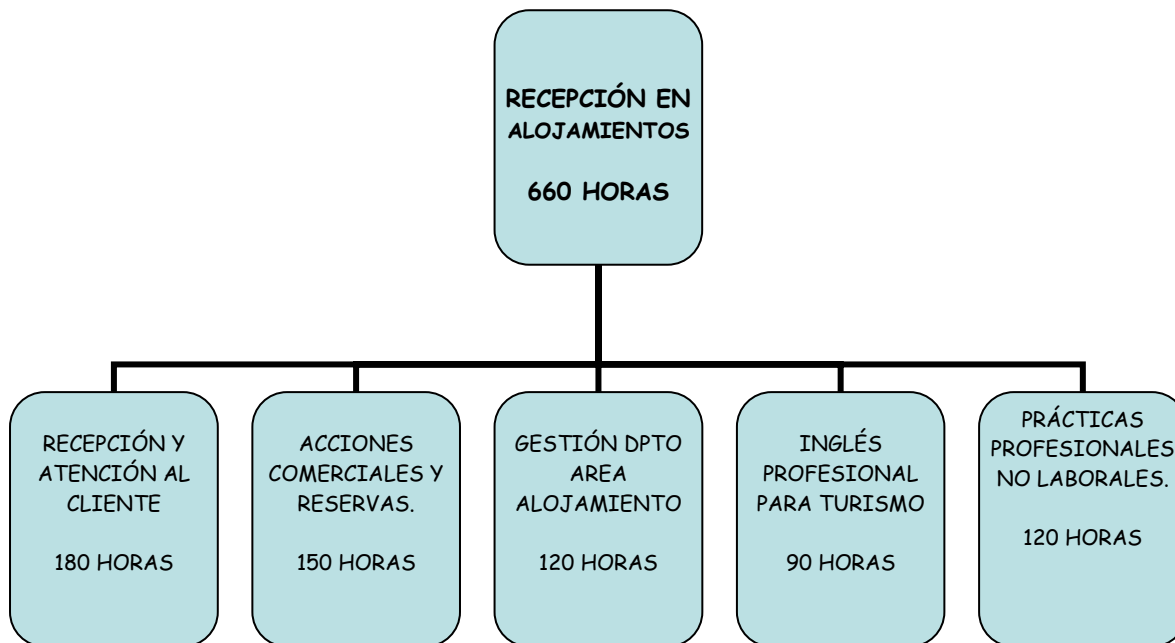 RECEPCIÓN EN
ALOJAMIENTOS
660 HORAS
RECEPCIÓN Y
ATENCIÓN AL
CLIENTE
180 HORAS
ACCIONES
COMERCIALES Y
RESERVAS.
150 HORAS
GESTIÓN DPTO
AREA
ALOJAMIENTO
120 HORAS
INGLÉS
PROFESIONAL
PARA TURISMO
90 HORAS
PRÁCTICAS
PROFESIONALES
NO LABORALES.
120 HORAS